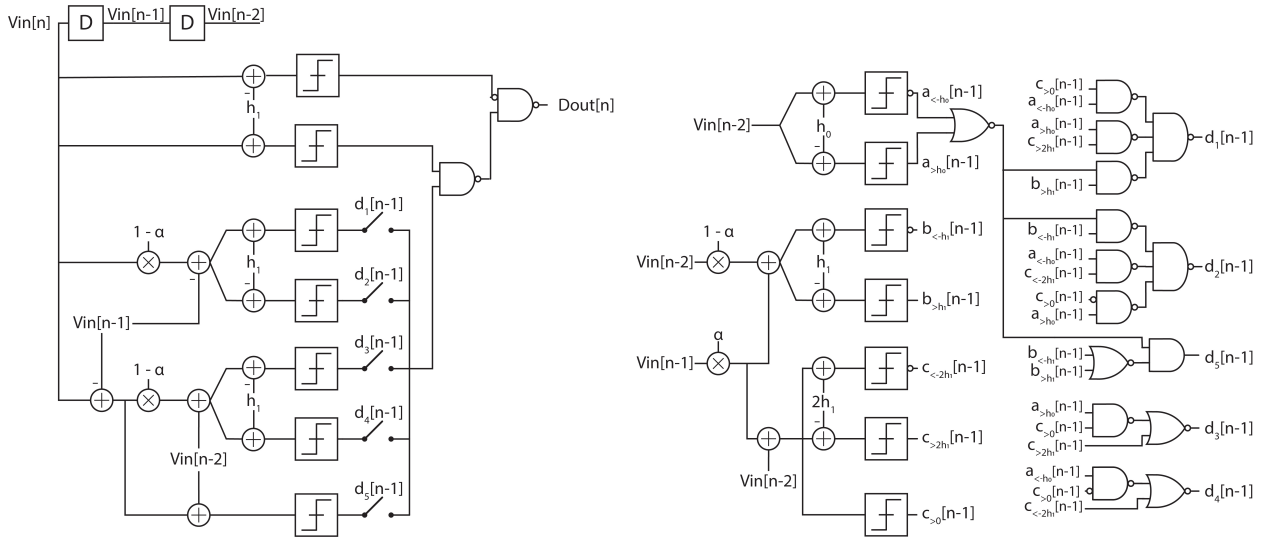 Vin[n]
D
Vin[n-1]
D
Vin[n-2]
+
-
h₁
+
Dout[n]
1 - α
×
+
-
+
h₁
-
+
d₁[n-1]
d₂[n-1]
Vin[n-1]
-
+
1 - α
×
+
+
-
h₁
-
+
d₃[n-1]
d₄[n-1]
Vin[n-2]
+
d₅[n-1]
Vin[n-2]
+
h₀
-
+
a<-h₀[n-1]
a>h₀[n-1]
1 - α
Vin[n-2]
×
+
+
h₁
-
+
b<-h₁[n-1]
b>h₁[n-1]
α
Vin[n-1]
×
+
2h₁
-
+
c<-2h₁[n-1]
c>2h₁[n-1]
+
Vin[n-2]
c>0[n-1]
c>0[n-1]
a<-h₀[n-1]
a>h₀[n-1]
c>2h₁[n-1]
b>h₁[n-1]
d₁[n-1]
b<-h₁[n-1]
a<-h₀[n-1]
c<-2h₁[n-1]
c>0[n-1]
a>h₀[n-1]
d₂[n-1]
b<-h₁[n-1]
b>h₁[n-1]
d₅[n-1]
a>h₀[n-1]
c>0[n-1]
c>2h₁[n-1]
d₃[n-1]
a<-h₀[n-1]
c>0[n-1]
c<-2h₁[n-1]
d₄[n-1]